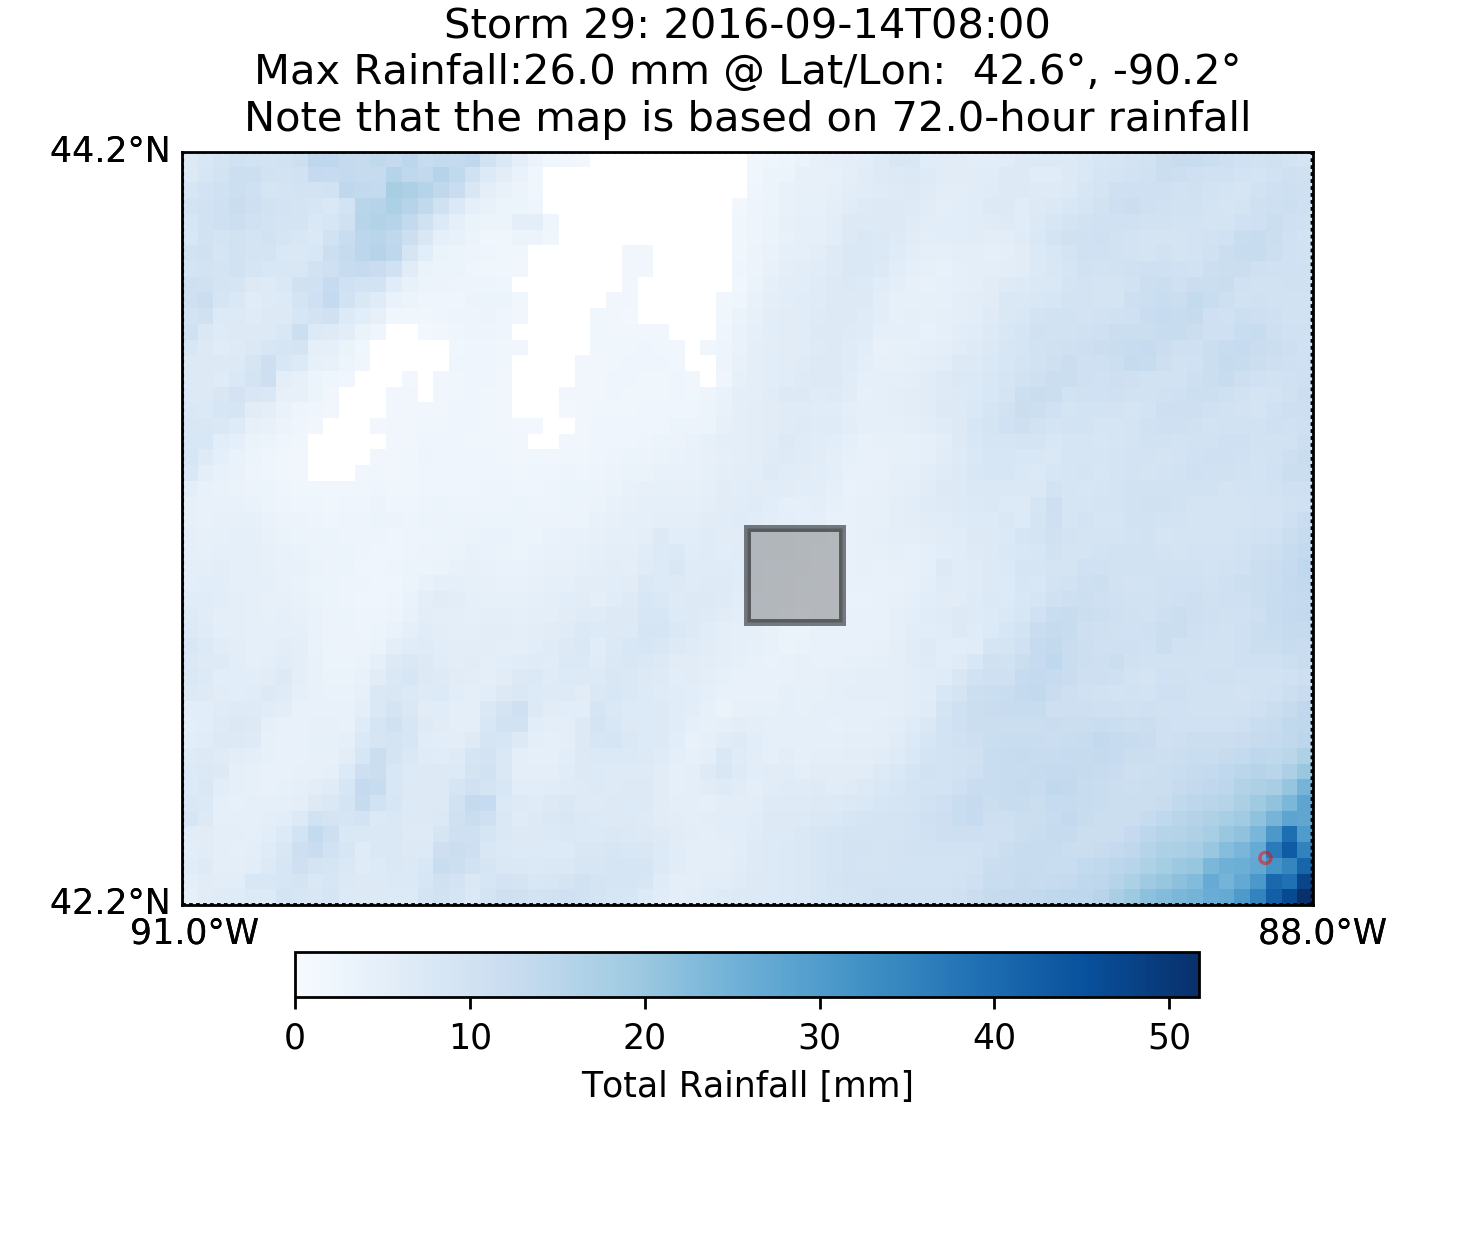 Storm 29: 2016-09-14T08:00
Max Rainfall:26.0 mm @ Lat/Lon:  42.6°, -90.2°
Note that the map is based on 72.0-hour rainfall
44.2°N
42.2°N
91.0°W 88.0°W
0 10 20 30 40 50
Total Rainfall [mm]